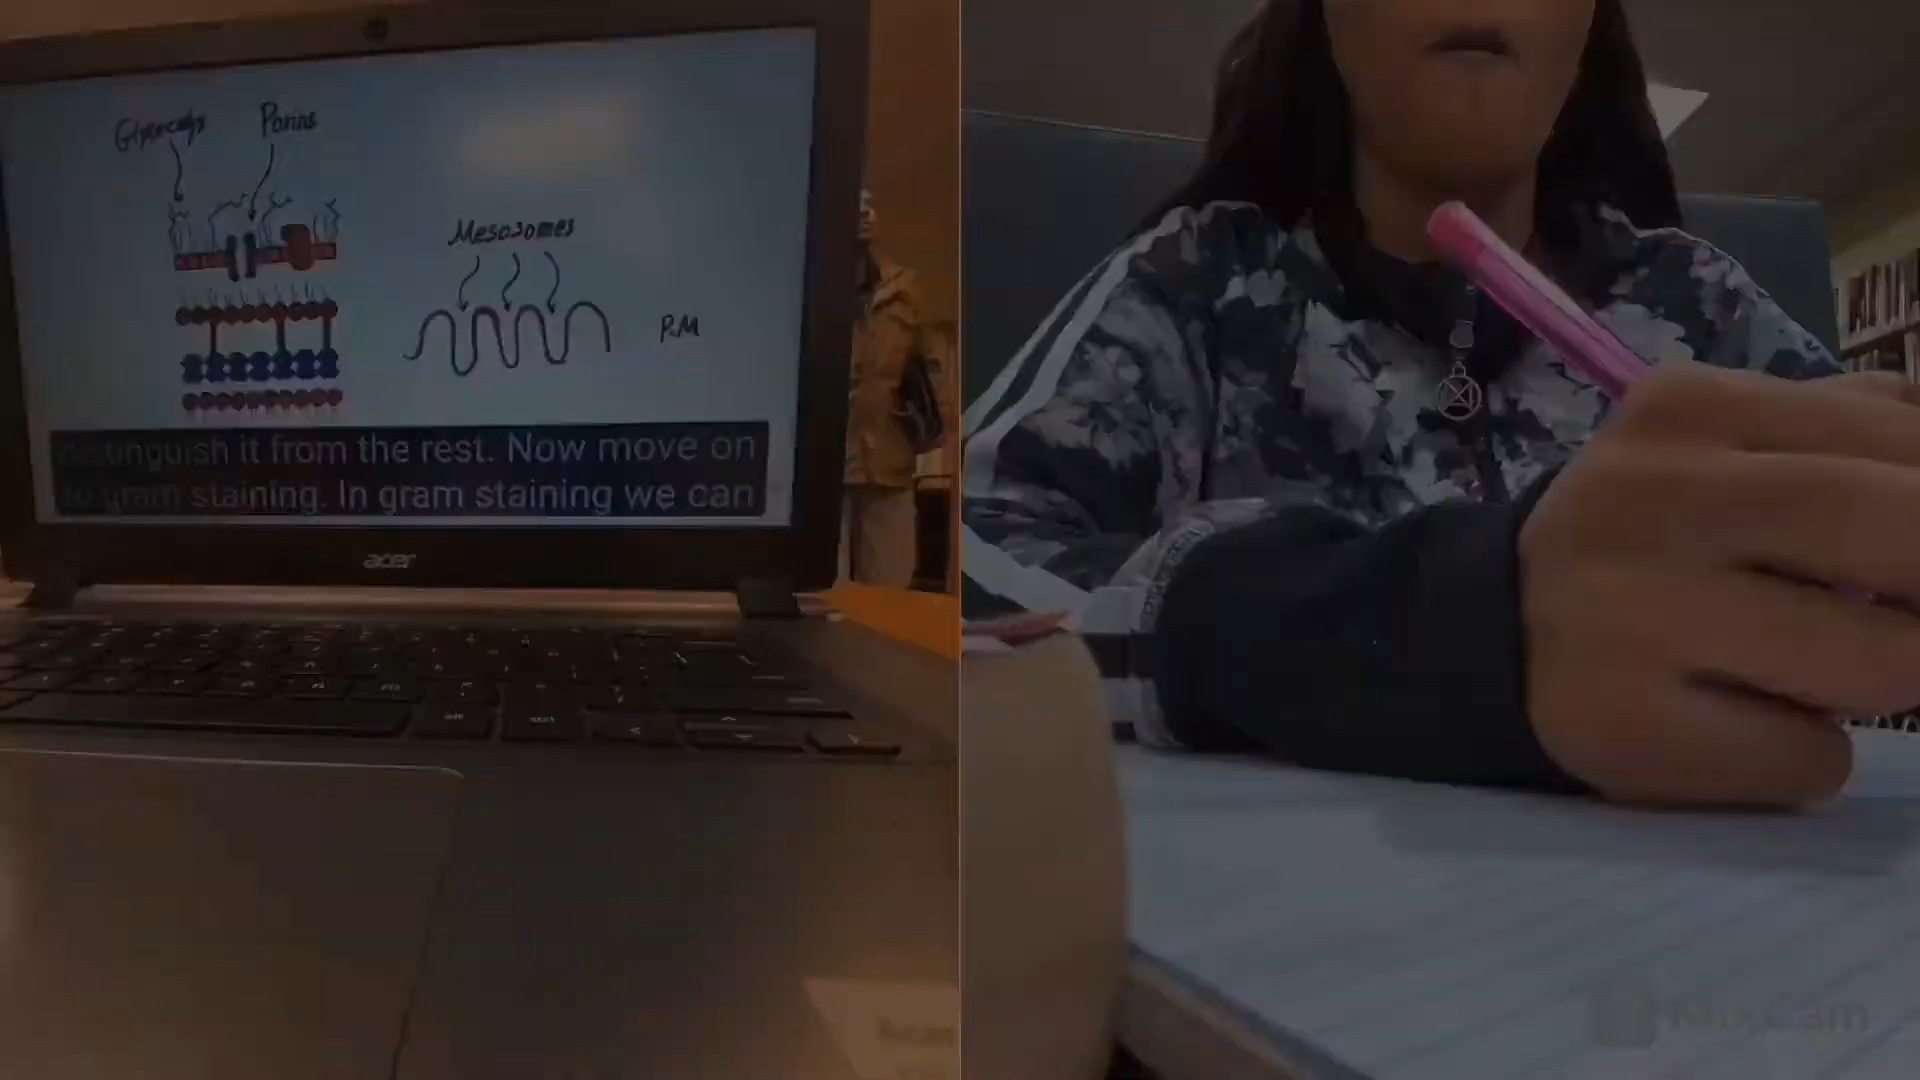 Glycocalyx Porins
Mesosomes
P.M
distinguish it from the rest. Now move on
to gram staining. In gram staining we can
acer
MixCam